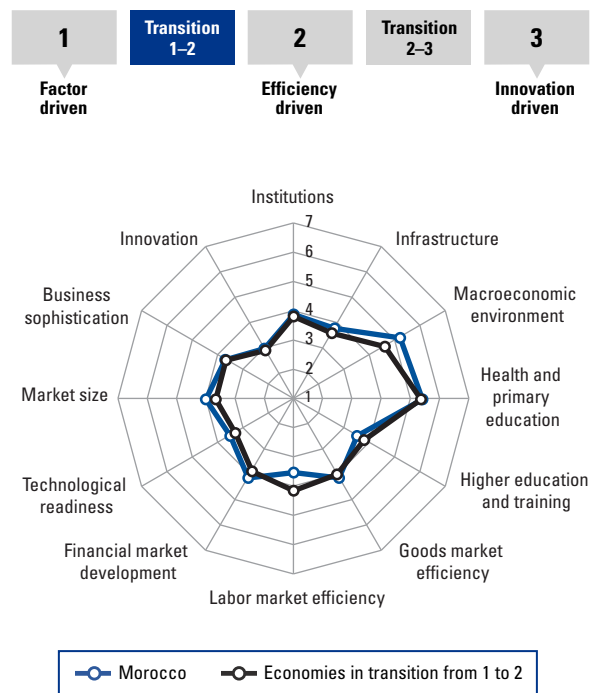 1
Transition
1–2
2
Transition
2–3
3
Factor
driven
Efficiency
driven
Innovation
driven
Institutions
7
Innovation
Infrastructure
6
5
Business
sophistication
Macroeconomic
environment
4
3
2
Market size
1
Health and
primary
education
Technological
readiness
Higher education
and training
Financial market
development
Goods market
efficiency
Labor market efficiency
Morocco
Economies in transition from 1 to 2